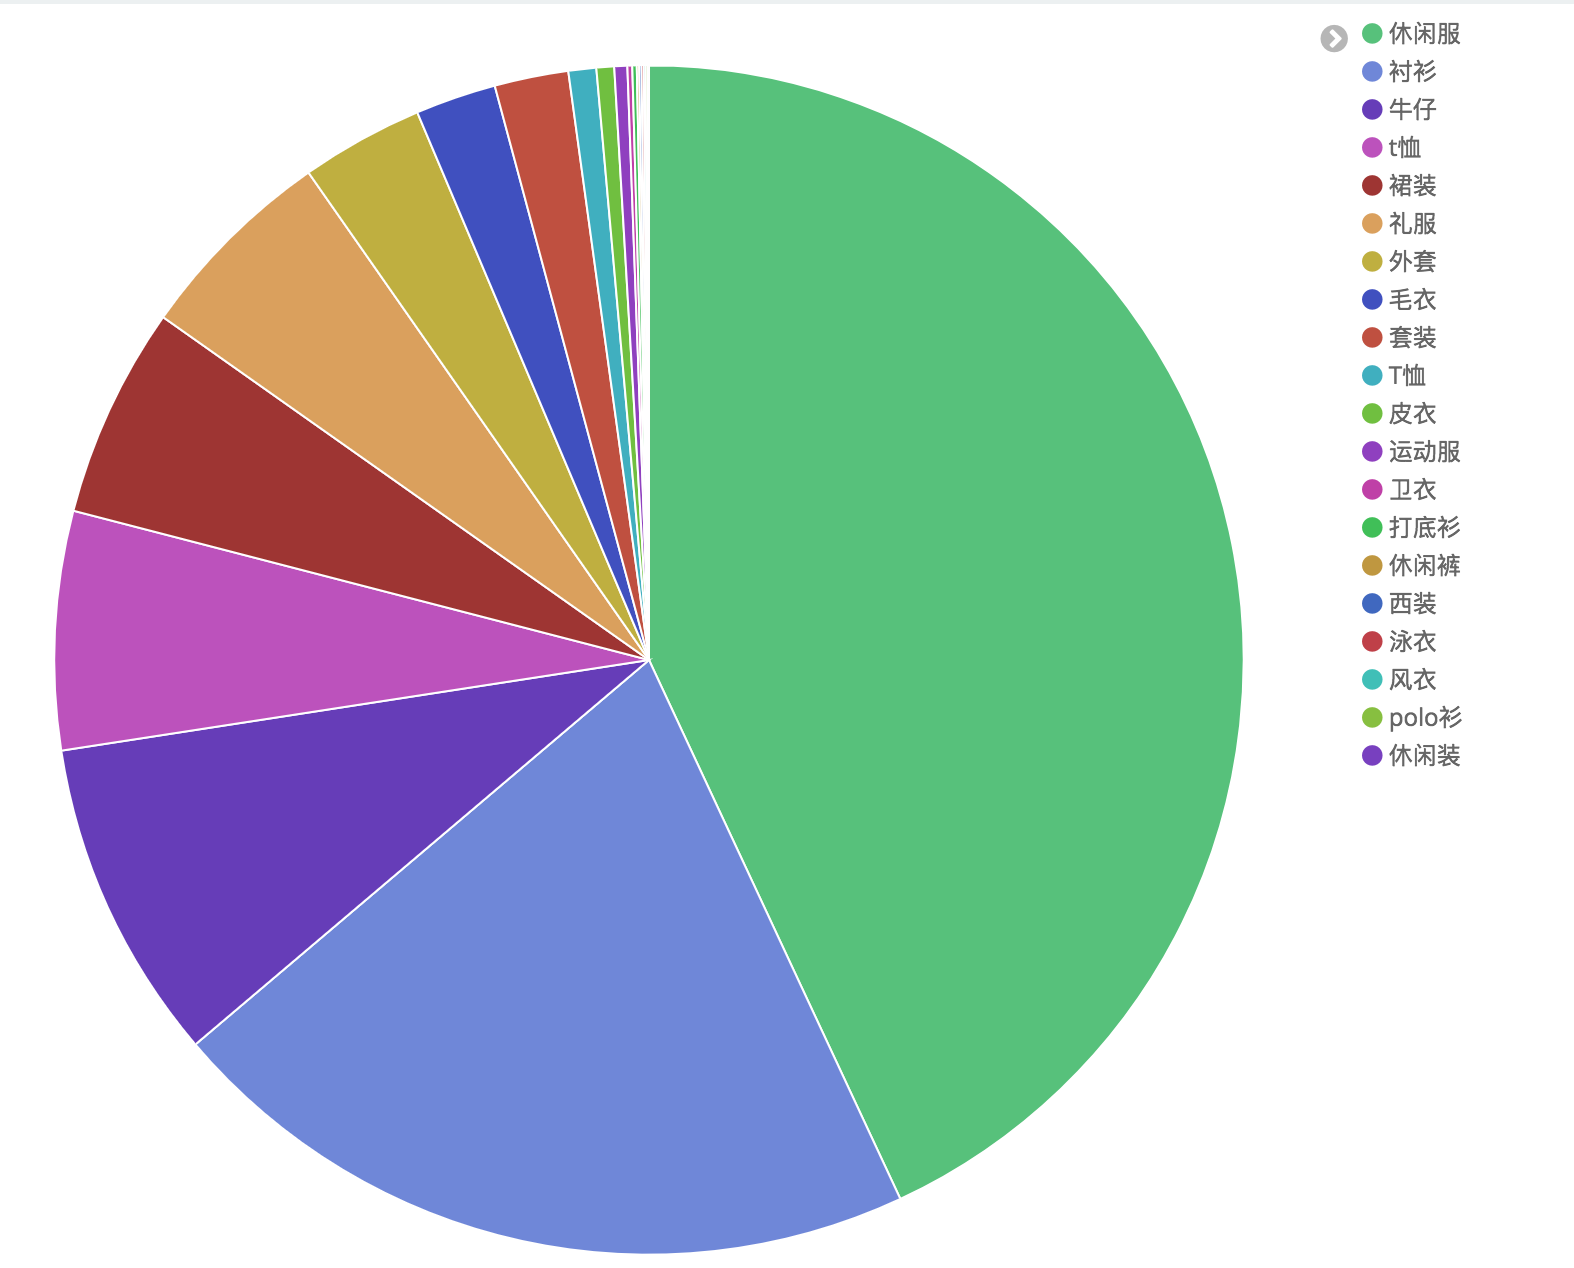 休闲服
衬衫
牛仔
t恤
裙装
礼服
外套
毛衣
套装
T恤
皮衣
运动服
卫衣
打底衫
休闲裤
西装
泳衣
风衣
polo衫
休闲装